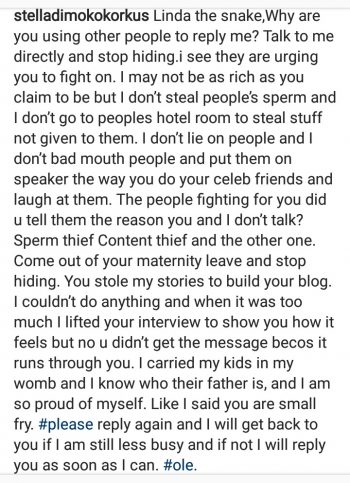 stelladimokokorkus Linda the snake,Why are
you using other people to reply me? Talk to me
directly and stop hiding.i see they are urging
you to fight on. I may not be as rich as you
claim to be but I don't steal people's sperm and
I don't go to peoples hotel room to steal stuff
not given to them. I don't lie on people and I
don't bad mouth people and put them on
speaker the way you do your celeb friends and
laugh at them. The people fighting for you did
u tell them the reason you and I don't talk?
Sperm thief Content thief and the other one.
Come out of your maternity leave and stop
hiding. You stole my stories to build your blog.
I couldn't do anything and when it was too
much I lifted your interview to show you how it
feels but no u didn't get the message becos it
runs through you. I carried my kids in my
womb and I know who their father is, and I am
so proud of myself. Like I said you are small
fry. #please reply again and I will get back to
you if I am still less busy and if not I will reply
you as soon as I can. #ole.